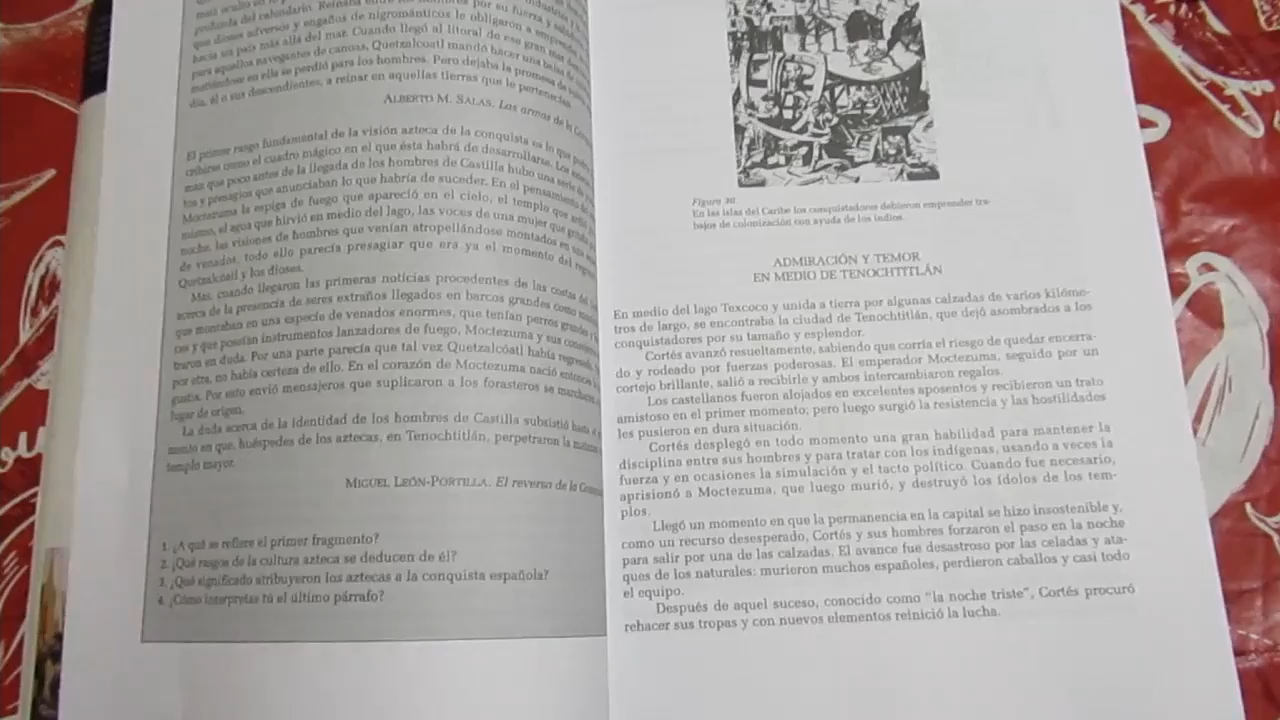 profunda del calendario. Reinaba entre los hombres por su fuerza y
que dioses adversos y engaños de nigrománticos le obligaron a emprender
hacia un país más allá del mar. Cuando llegó al litoral de ese gran
para aquellos navegantes de canoas, Quetzalcoatl mandó hacer una balsa de
metiéndose en ella se perdió para los hombres. Pero dejaba la promesa de
día, él o sus descendientes, a reinar en aquellas tierras que le pertenecían.
ALBERTO M. SALAS, Las armas de la
El primer rasgo fundamental de la visión azteca de la conquista es lo que
cribirse como el cuadro mágico en el que ésta habrá de desarrollarse. Los
man que poco antes de la llegada de los hombres de Castilla hubo una serie de
tos y presagios que anunciaban lo que habría de suceder. En el pensamiento de
Moctezuma la espiga de fuego que apareció en el cielo, el templo que
mismo, el agua que hirvió en medio del lago, las voces de una mujer que
noche, las visiones de hombres que venían atropellándose montados en una
de venados, todo ello parecía presagiar que era ya el momento del
Quetzalcóatl y los dioses.
Mas, cuando llegaron las primeras noticias procedentes de las costas del
acerca de la presencia de seres extraños llegados en barcos grandes como
que montaban en una especie de venados enormes, que tenían perros grandes
ces y que poseían instrumentos lanzadores de fuego, Moctezuma y sus
traron en duda. Por una parte parecía que tal vez Quetzalcóatl había
por otra, no había certeza de ello. En el corazón de Moctezuma nació entonces
gustia. Por esto envió mensajeros que suplicaron a los forasteros se
lugar de origen.
La duda acerca de la identidad de los hombres de Castilla subsistió hasta el
mento en que, huéspedes de los aztecas, en Tenochtitlán, perpetraron la
templo mayor.
MIGUEL LEÓN-PORTILLA. El reverso de la
1. ¿A qué se refiere el primer fragmento?
2. ¿Qué rasgos de la cultura azteca se deducen de él?
3. ¿Qué significado atribuyeron los aztecas a la conquista española?
4. ¿Cómo interpretas tú el último párrafo?
Figura 20
En las islas del Caribe los conquistadores debieron emprender tra-
bajos de colonización con ayuda de los indios.
ADMIRACIÓN Y TEMOR
EN MEDIO DE TENOCHTITLÁN
En medio del lago Texcoco y unida a tierra por algunas calzadas de varios kilóme-
tros de largo, se encontraba la ciudad de Tenochtitlán, que dejó asombrados a los
conquistadores por su tamaño y esplendor.
Cortés avanzó resueltamente, sabiendo que corría el riesgo de quedar encerra-
do y rodeado por fuerzas poderosas. El emperador Moctezuma, seguido por un
cortejo brillante, salió a recibirle y ambos intercambiaron regalos.
Los castellanos fueron alojados en excelentes aposentos y recibieron un trato
amistoso en el primer momento; pero luego surgió la resistencia y las hostilidades
les pusieron en dura situación.
Cortés desplegó en todo momento una gran habilidad para mantener la
disciplina entre sus hombres y para tratar con los indígenas, usando a veces la
fuerza y en ocasiones la simulación y el tacto político. Cuando fue necesario,
aprisionó a Moctezuma, que luego murió, y destruyó los ídolos de los tem-
plos.
Llegó un momento en que la permanencia en la capital se hizo insostenible y,
como un recurso desesperado, Cortés y sus hombres forzaron el paso en la noche
para salir por una de las calzadas. El avance fue desastroso por las celadas y ata-
ques de los naturales: murieron muchos españoles, perdieron caballos y casi todo
el equipo.
Después de aquel suceso, conocido como "la noche triste", Cortés procuró
rehacer sus tropas y con nuevos elementos reinició la lucha.